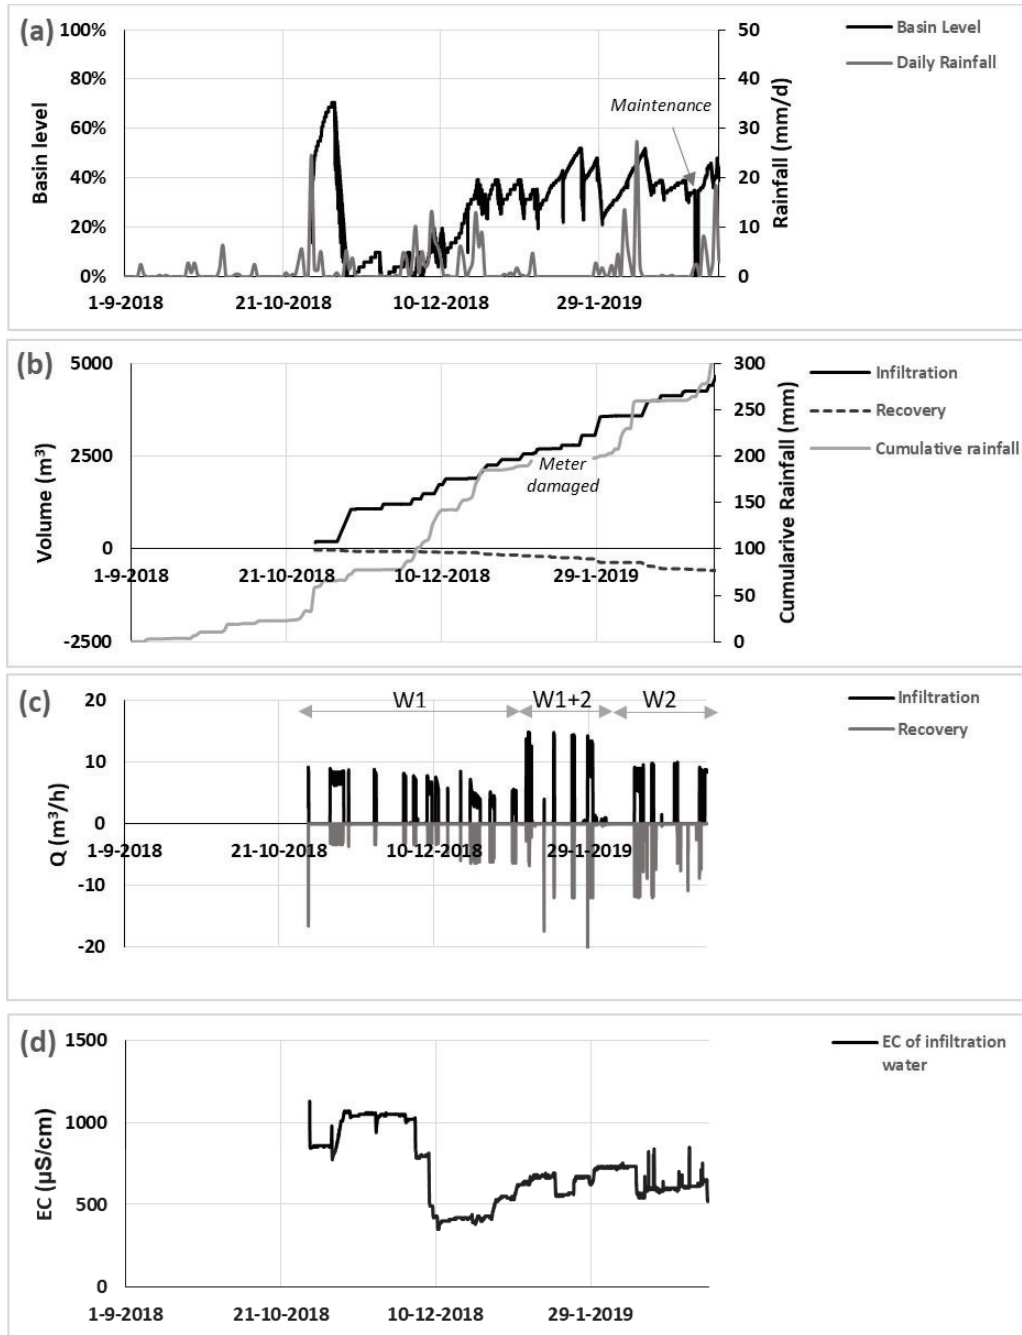 (a)
100%
80%
60%
40%
20%
0%
Basin level
50
40
30
20
10
0
Rainfall (mm/d)
Maintenance
1-9-2018 21-10-2018 10-12-2018 29-1-2019
Basin Level
Daily Rainfall
(b)
5000
2500
0
-2500
Volume (m³)
300
250
200
150
100
50
0
Cumularive Rainfall (mm)
Meter
damaged
1-9-2018 21-10-2018 10-12-2018 29-1-2019
Infiltration
Recovery
Cumulative rainfall
(c)
20
10
0
-10
-20
Q (m³/h)
W1 W1+2 W2
1-9-2018 21-10-2018 10-12-2018 29-1-2019
Infiltration
Recovery
(d)
1500
1000
500
0
EC (µS/cm)
1-9-2018 21-10-2018 10-12-2018 29-1-2019
EC of infiltration
water